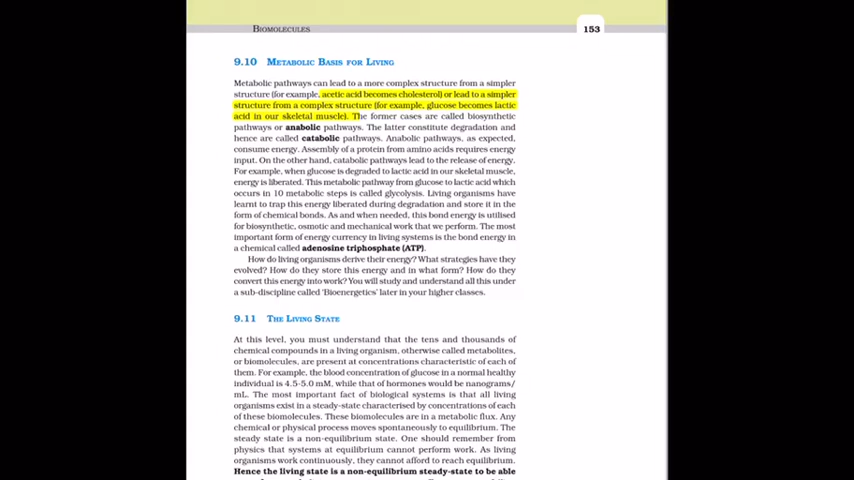 BIOMOLECULES 153
9.10 METABOLIC BASIS FOR LIVING
Metabolic pathways can lead to a more complex structure from a simpler
structure (for example, acetic acid becomes cholesterol) or lead to a simpler
structure from a complex structure (for example, glucose becomes lactic
acid in our skeletal muscle). The former cases are called biosynthetic
pathways or anabolic pathways. The latter constitute degradation and
hence are called catabolic pathways. Anabolic pathways, as expected,
consume energy. Assembly of a protein from amino acids requires energy
input. On the other hand, catabolic pathways lead to the release of energy.
For example, when glucose is degraded to lactic acid in our skeletal muscle,
energy is liberated. This metabolic pathway from glucose to lactic acid which
occurs in 10 metabolic steps is called glycolysis. Living organisms have
learnt to trap this energy liberated during degradation and store it in the
form of chemical bonds. As and when needed, this bond energy is utilised
for biosynthetic, osmotic and mechanical work that we perform. The most
important form of energy currency in living systems is the bond energy in
a chemical called adenosine triphosphate (ATP).
How do living organisms derive their energy? What strategies have they
evolved? How do they store this energy and in what form? How do they
convert this energy into work? You will study and understand all this under
a sub-discipline called 'Bioenergetics' later in your higher classes.
9.11 THE LIVING STATE
At this level, you must understand that the tens and thousands of
chemical compounds in a living organism, otherwise called metabolites,
or biomolecules, are present at concentrations characteristic of each of
them. For example, the blood concentration of glucose in a normal healthy
individual is 4.5-5.0 mM, while that of hormones would be nanograms/
mL. The most important fact of biological systems is that all living
organisms exist in a steady-state characterised by concentrations of each
of these biomolecules. These biomolecules are in a metabolic flux. Any
chemical or physical process moves spontaneously to equilibrium. The
steady state is a non-equilibrium state. One should remember from
physics that systems at equilibrium cannot perform work. As living
organisms work continuously, they cannot afford to reach equilibrium.
Hence the living state is a non-equilibrium steady-state to be able